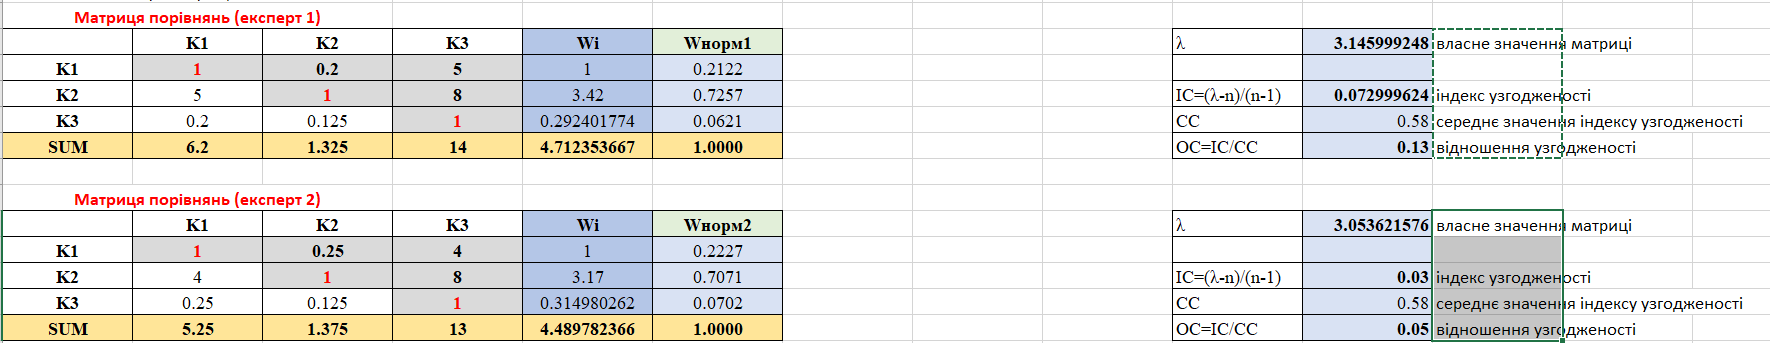 Матриця порівнянь (експерт 1)
K1 K2 K3 Wi Wнорм1
K1 1 0.2 5 1 0.2122
K2 5 1 8 3.42 0.7257
K3 0.2 0.125 1 0.292401774 0.0621
SUM 6.2 1.325 14 4.712353667 1.0000
λ 3.145999248 власне значення матриці
IC=(λ-n)/(n-1) 0.072999624 індекс узгодженості
CC 0.58 середнє значення індексу узгодженості
OC=IC/CC 0.13 відношення узгодженості
Матриця порівнянь (експерт 2)
K1 K2 K3 Wi Wнорм2
K1 1 0.25 4 1 0.2227
K2 4 1 8 3.17 0.7071
K3 0.25 0.125 1 0.314980262 0.0702
SUM 5.25 1.375 13 4.489782366 1.0000
λ 3.053621576 власне значення матриці
IC=(λ-n)/(n-1) 0.03 індекс узгодженості
CC 0.58 середнє значення індексу узгодженості
OC=IC/CC 0.05 відношення узгодженості